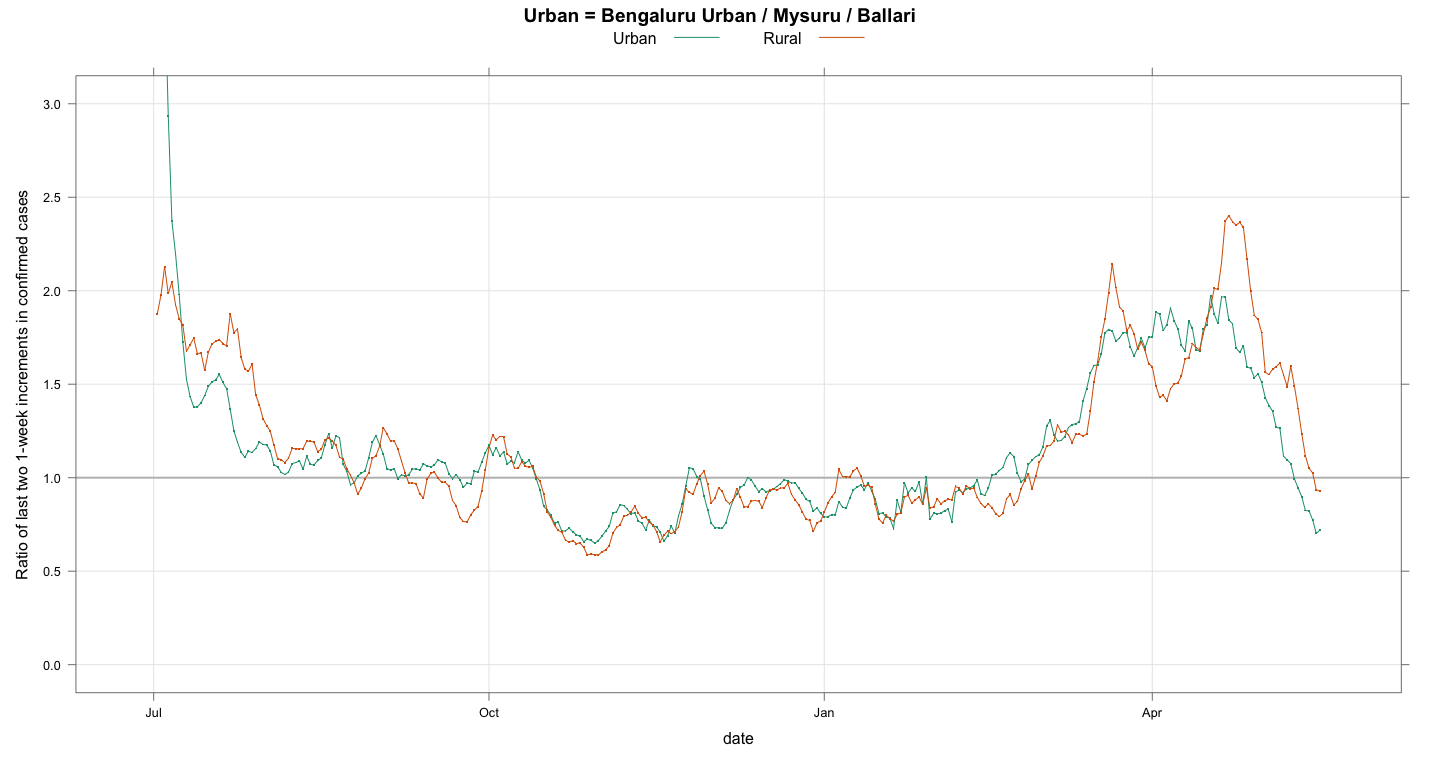 Urban = Bengaluru Urban / Mysuru / Ballari
Urban Rural
Ratio of last two 1-week increments in confirmed cases
3.0
2.5
2.0
1.5
1.0
0.5
0.0
Jul Oct Jan Apr
date